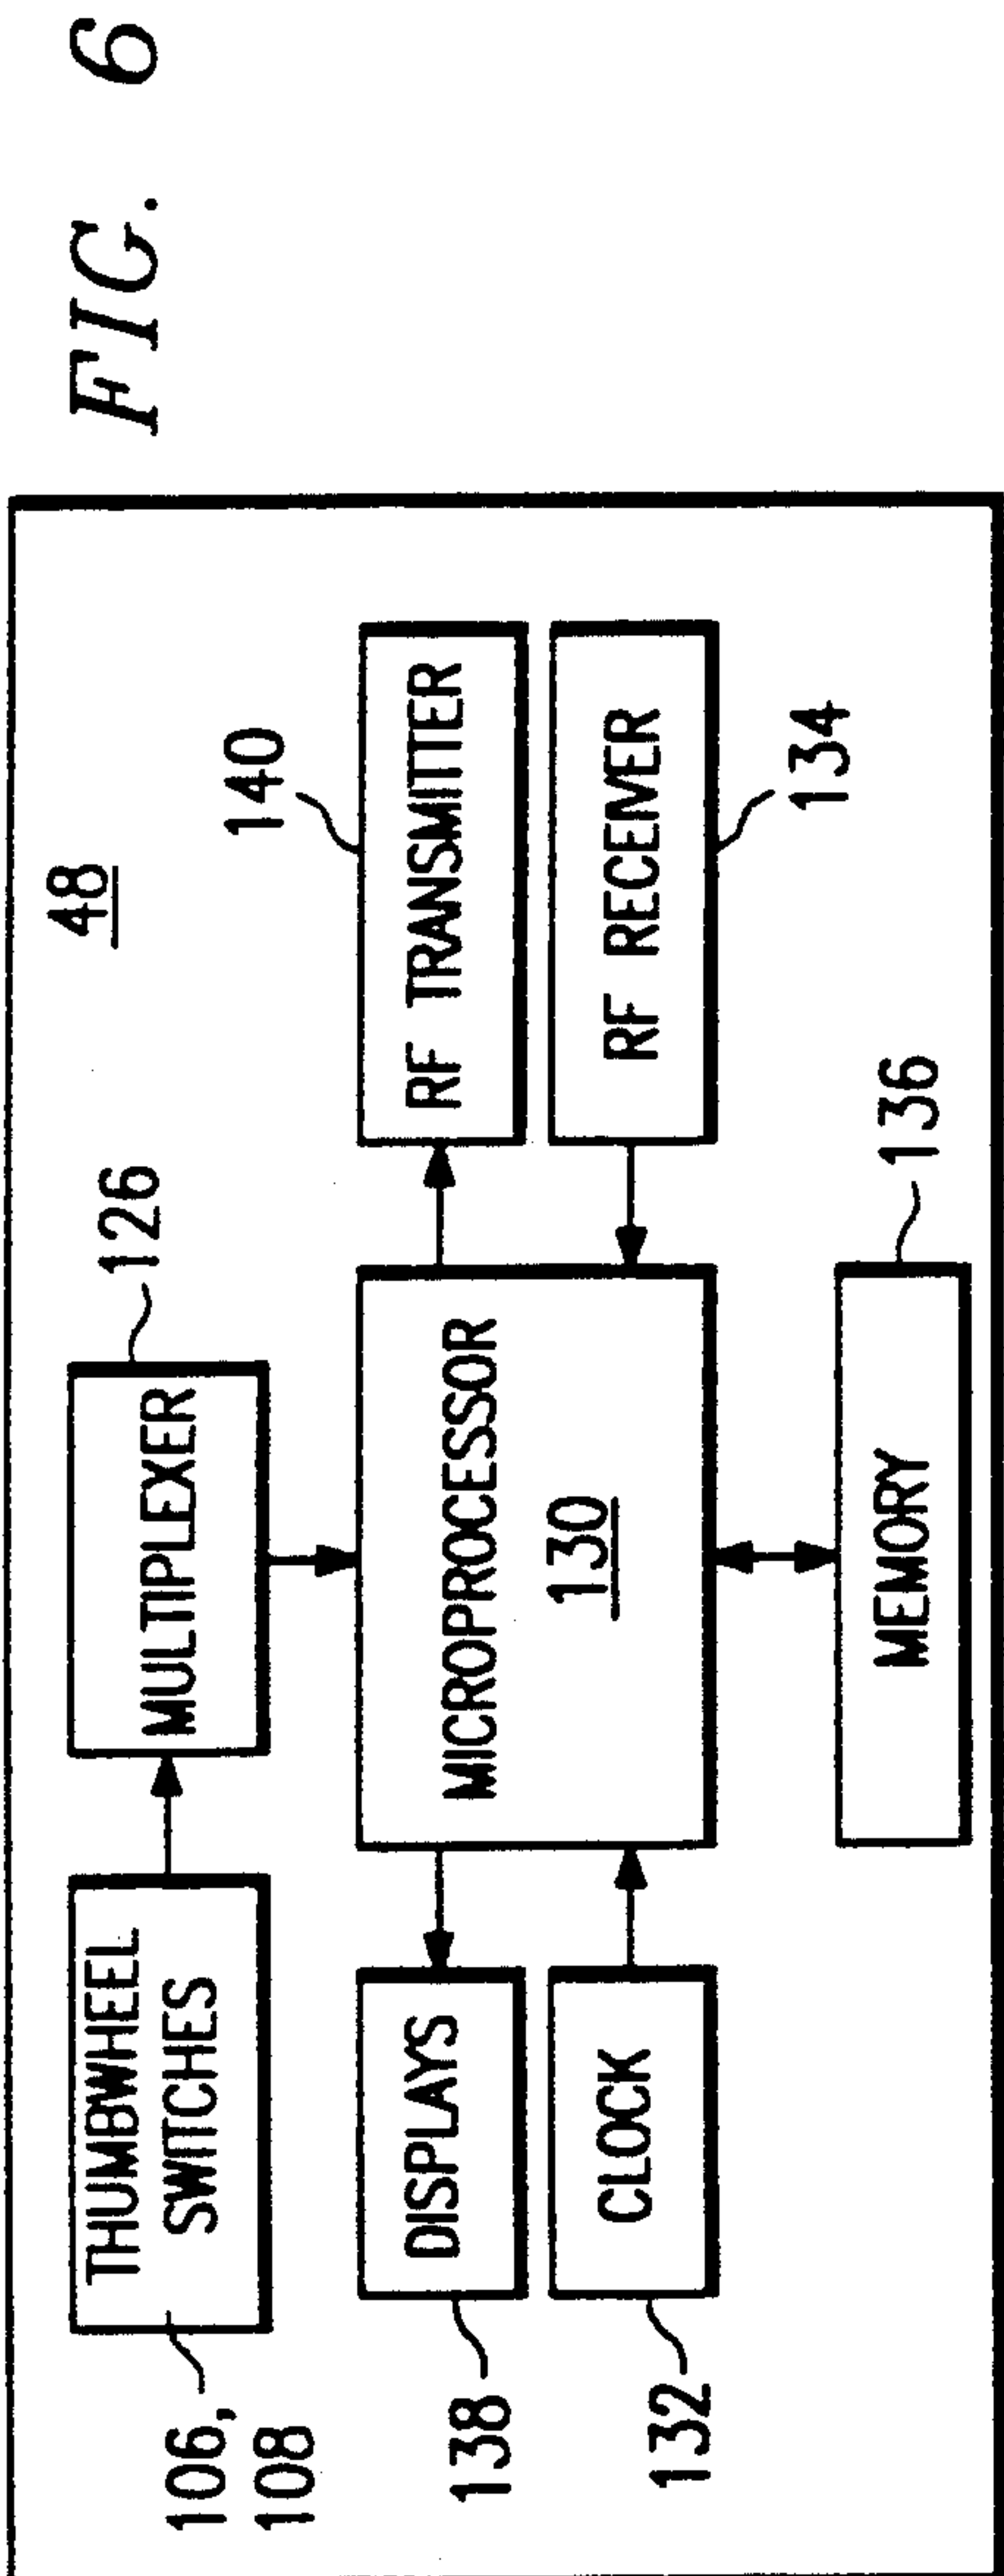 FIG. 6
48
THUMBWHEEL
SWITCHES
106,
108
MULTIPLEXER
126
DISPLAYS
138
CLOCK
132
MICROPROCESSOR
130
RF TRANSMITTER
140
RF RECEIVER
134
MEMORY
136